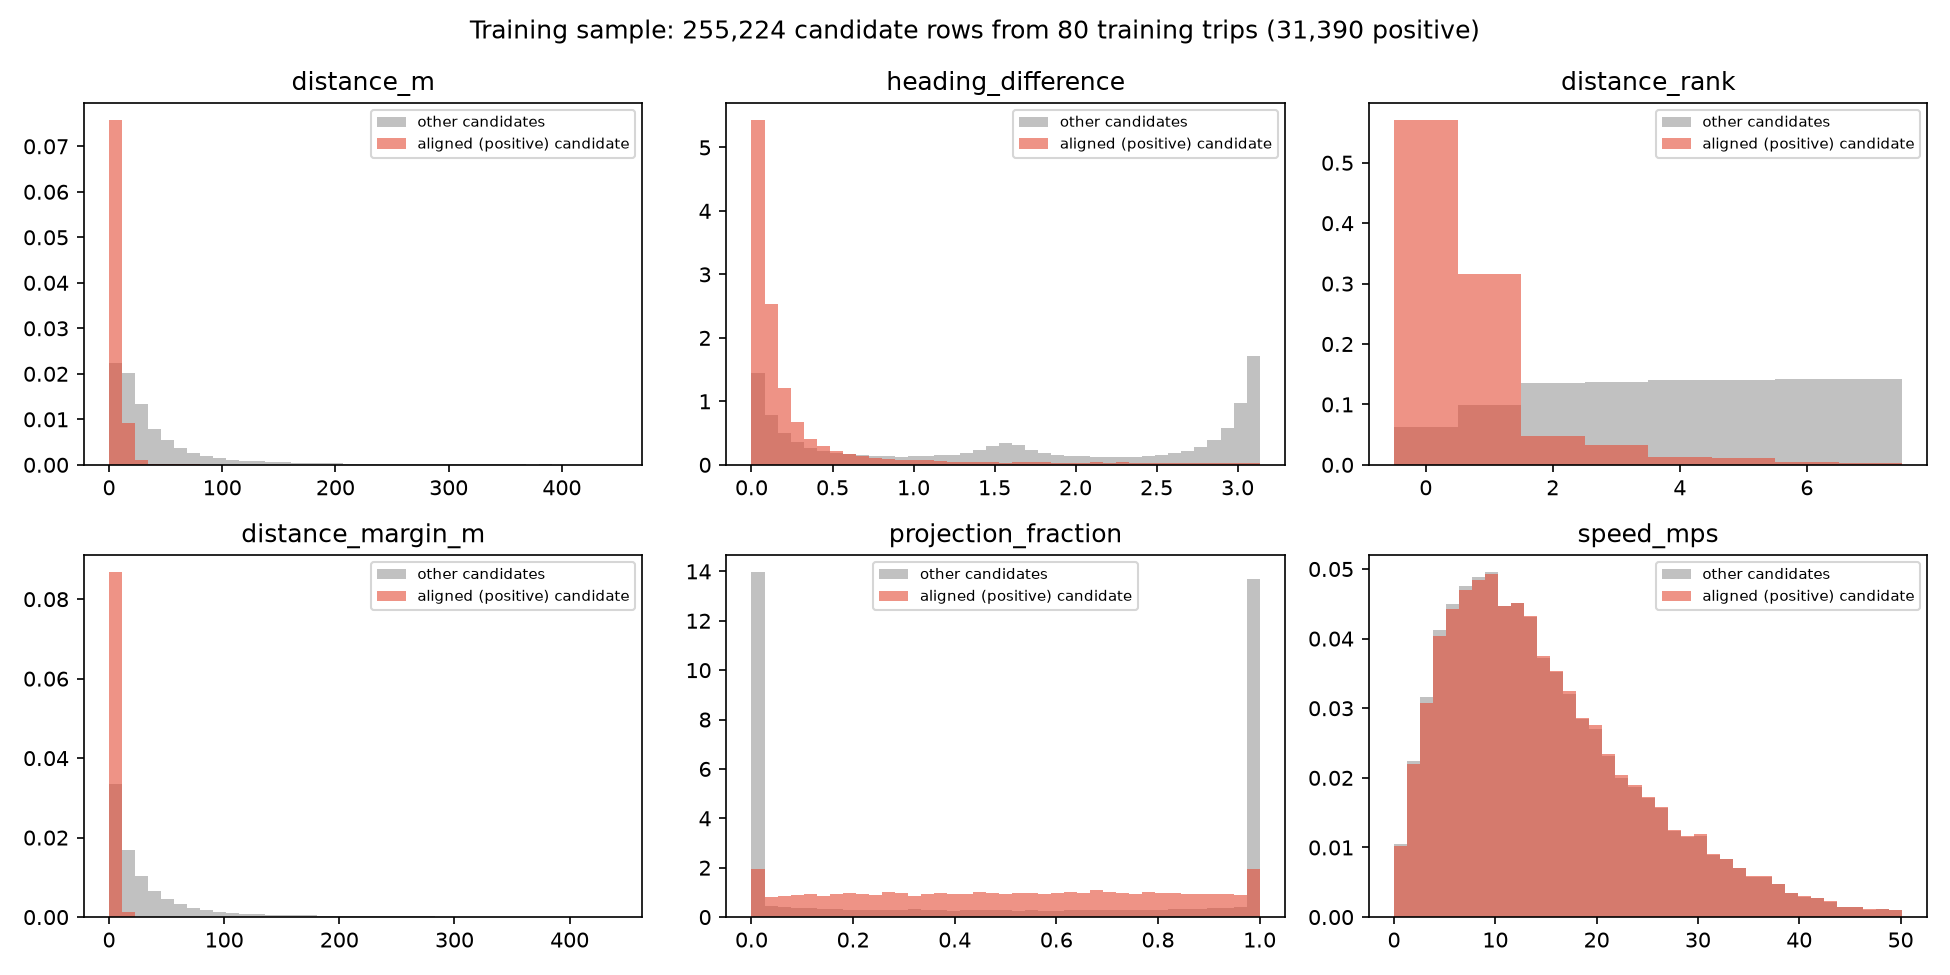 Training sample: 255,224 candidate rows from 80 training trips (31,390 positive)
distance_m
0.07
0.06
0.05
0.04
0.03
0.02
0.01
0.00
0 100 200 300 400
other candidates
aligned (positive) candidate
heading_difference
5
4
3
2
1
0
0.0 0.5 1.0 1.5 2.0 2.5 3.0
other candidates
aligned (positive) candidate
distance_rank
0.5
0.4
0.3
0.2
0.1
0.0
0 2 4 6
other candidates
aligned (positive) candidate
distance_margin_m
0.08
0.06
0.04
0.02
0.00
0 100 200 300 400
other candidates
aligned (positive) candidate
projection_fraction
14
12
10
8
6
4
2
0
0.0 0.2 0.4 0.6 0.8 1.0
other candidates
aligned (positive) candidate
speed_mps
0.05
0.04
0.03
0.02
0.01
0.00
0 10 20 30 40 50
other candidates
aligned (positive) candidate